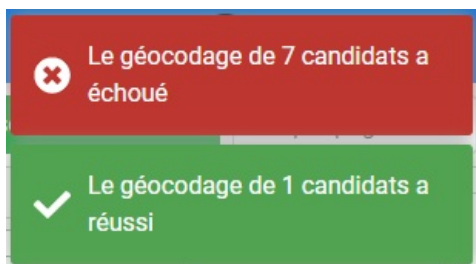 Le géocodage de 7 candidats a
échoué
Le géocodage de 1 candidats a
réussi